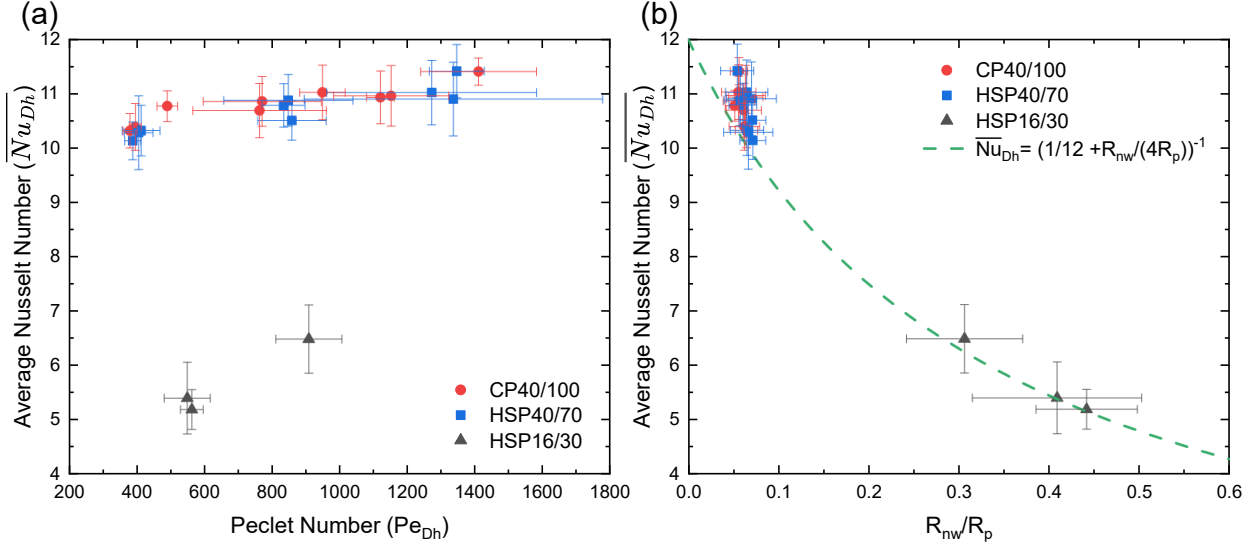 (a)
Average Nusselt Number (N̅u̅_Dh)
12
11
10
9
8
7
6
5
4
200 400 600 800 1000 1200 1400 1600 1800
Peclet Number (Pe_Dh)
CP40/100
HSP40/70
HSP16/30
(b)
Average Nusselt Number (N̅u̅_Dh)
12
11
10
9
8
7
6
5
4
0.0 0.1 0.2 0.3 0.4 0.5 0.6
R_nw/R_p
CP40/100
HSP40/70
HSP16/30
N̅u̅_Dh= (1/12 +R_nw/(4R_p))^-1